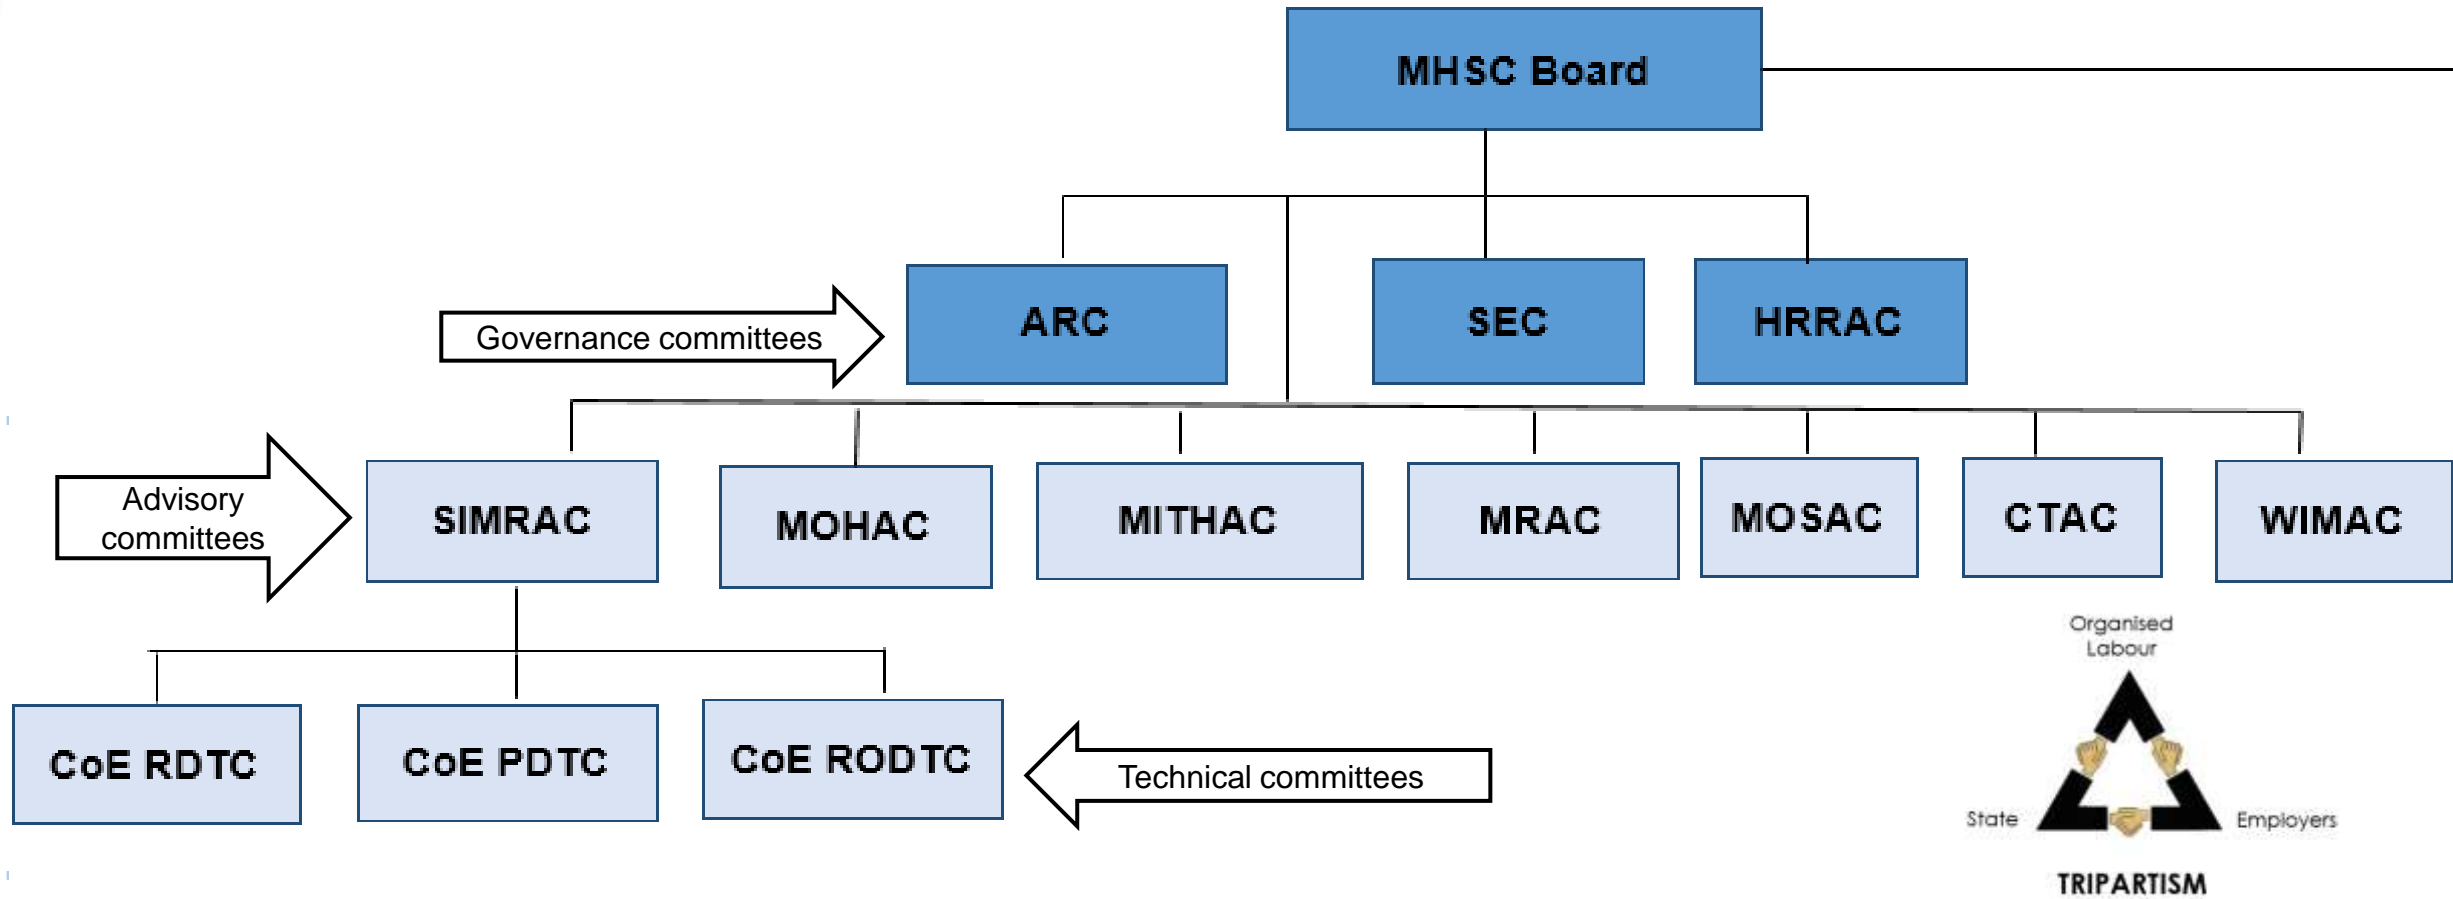 MHSC Board
ARC
SEC
HRRAC
Governance committees
Advisory
committees
SIMRAC
MOHAC
MITHAC
MRAC
MOSAC
CTAC
WIMAC
CoE RDTC
CoE PDTC
CoE RODTC
Technical committees
Organised
Labour
State
Employers
TRIPARTISM